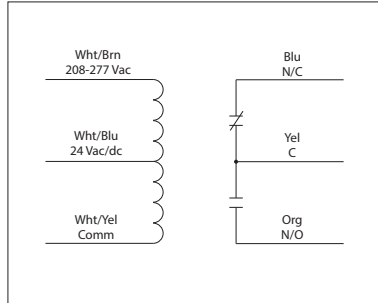 Wht/Brn
208-277 Vac
Wht/Blu
24 Vac/dc
Wht/Yel
Comm
Blu
N/C
Yel
C
Org
N/O